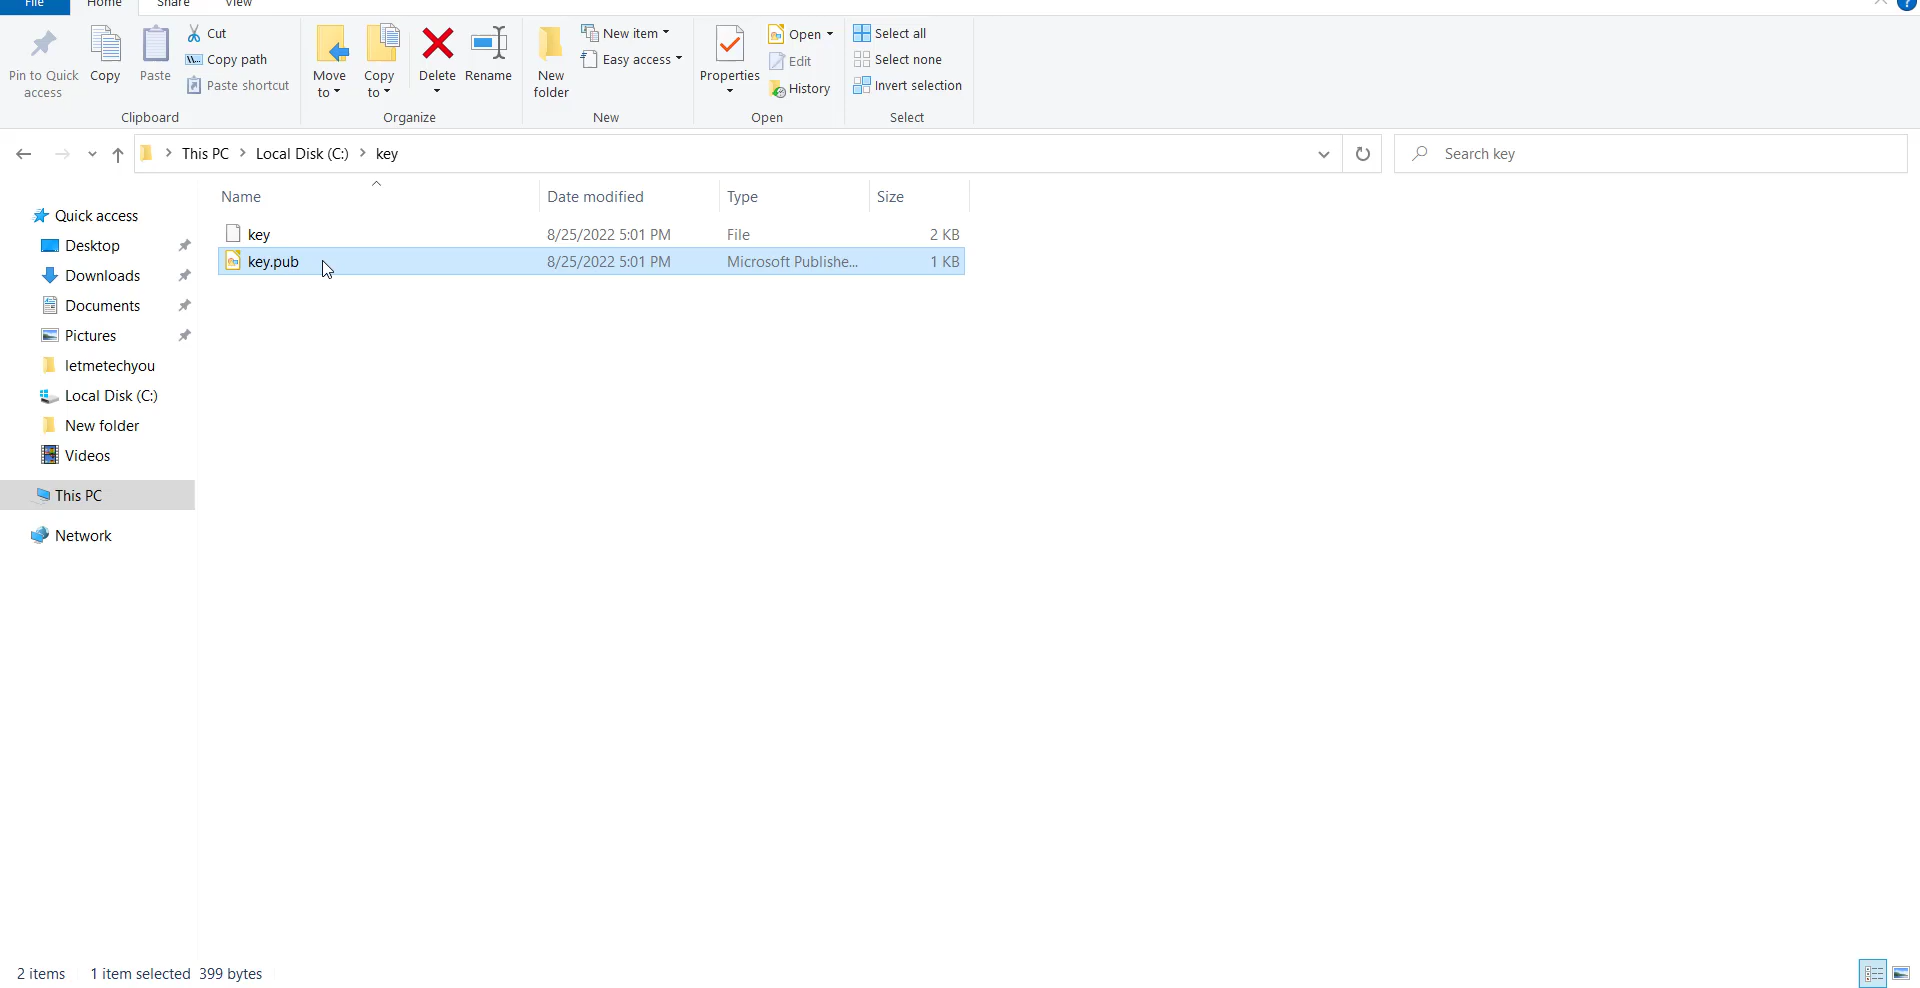 File Home Share View
Pin to Quick access
Copy
Paste
Cut
Copy path
Paste shortcut
Clipboard
Move to
Copy to
Delete
Rename
Organize
New folder
New item
Easy access
New
Properties
Open
Edit
History
Open
Select all
Select none
Invert selection
Select
This PC > Local Disk (C:) > key
Search key
Name Date modified Type Size
key 8/25/2022 5:01 PM File 2 KB
key.pub 8/25/2022 5:01 PM Microsoft Publishe... 1 KB
Quick access
Desktop
Downloads
Documents
Pictures
letmetechyou
Local Disk (C:)
New folder
Videos
This PC
Network
2 items 1 item selected 399 bytes